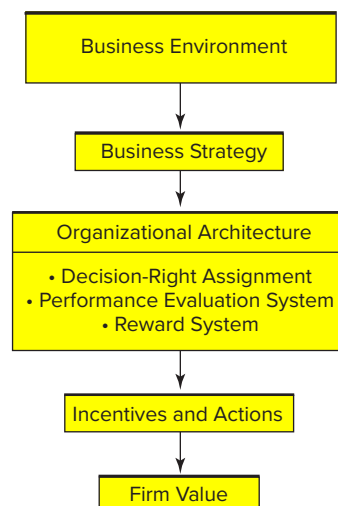 Business Environment
Business Strategy
Organizational Architecture
• Decision-Right Assignment
• Performance Evaluation System
• Reward System
Incentives and Actions
Firm Value